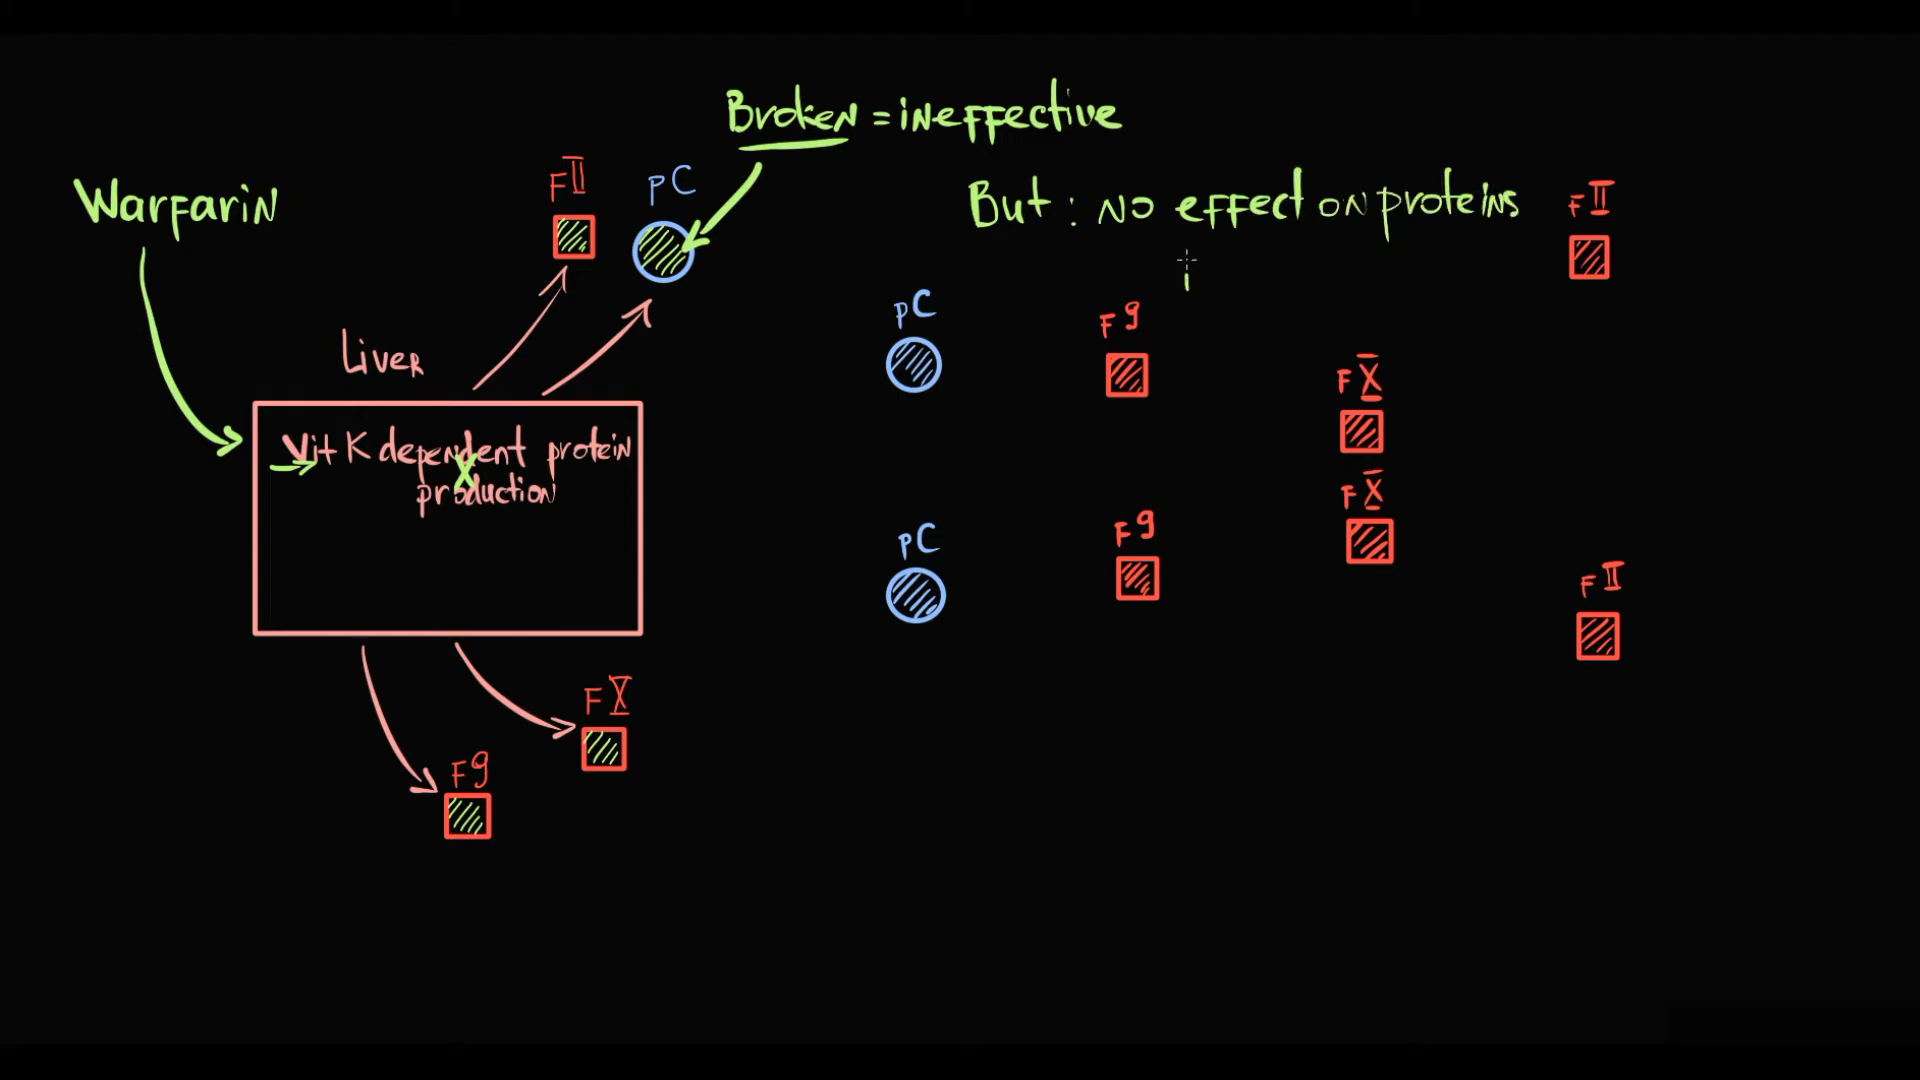 Broken = ineffective
Warfarin
FII
pC
But: no effect on proteins
FII
pC
F9
Liver
FX
Vit K dependent protein
production
FX
pC
F9
FII
FX
F9